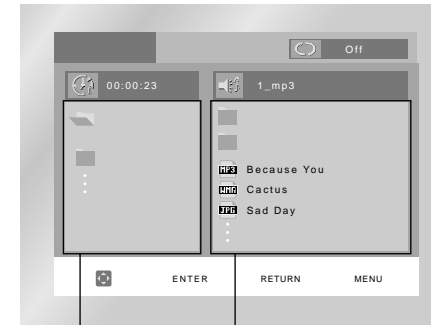 Off
00:00:23 1_mp3
MP3 Because You
WMA Cactus
JPG Sad Day
ENTER RETURN MENU